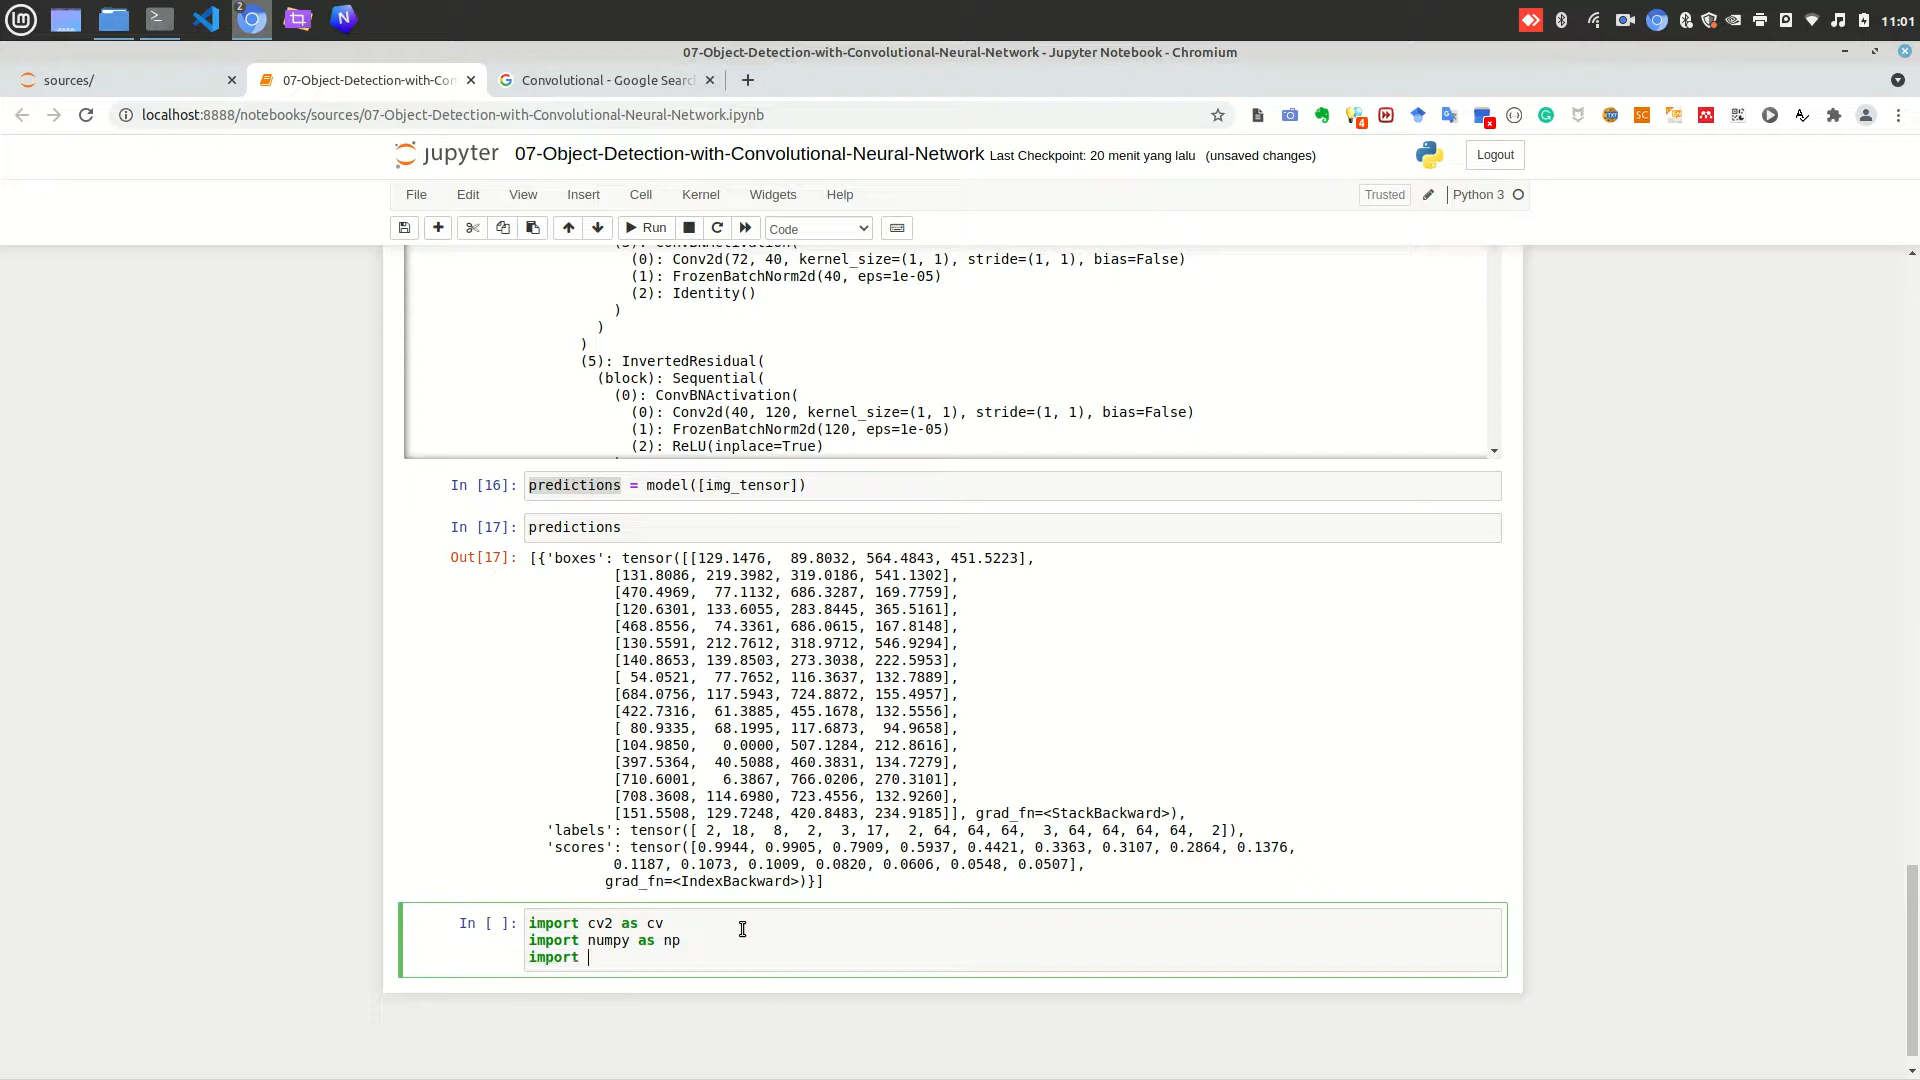 2
11:01
07-Object-Detection-with-Convolutional-Neural-Network - Jupyter Notebook - Chromium
sources/
07-Object-Detection-with-Con
Convolutional - Google Searc
localhost:8888/notebooks/sources/07-Object-Detection-with-Convolutional-Neural-Network.ipynb
jupyter 07-Object-Detection-with-Convolutional-Neural-Network Last Checkpoint: 20 menit yang lalu (unsaved changes)
Logout
File Edit View Insert Cell Kernel Widgets Help
Trusted Python 3
Run Code
(0): Conv2d(72, 40, kernel_size=(1, 1), stride=(1, 1), bias=False)
(1): FrozenBatchNorm2d(40, eps=1e-05)
(2): Identity()
)
)
)
(5): InvertedResidual(
(block): Sequential(
(0): ConvBNActivation(
(0): Conv2d(40, 120, kernel_size=(1, 1), stride=(1, 1), bias=False)
(1): FrozenBatchNorm2d(120, eps=1e-05)
(2): ReLU(inplace=True)
In [16]: predictions = model([img_tensor])
In [17]: predictions
Out[17]: [{'boxes': tensor([[129.1476,  89.8032, 564.4843, 451.5223],
[131.8086, 219.3982, 319.0186, 541.1302],
[470.4969,  77.1132, 686.3287, 169.7759],
[120.6301, 133.6055, 283.8445, 365.5161],
[468.8556,  74.3361, 686.0615, 167.8148],
[130.5591, 212.7612, 318.9712, 546.9294],
[140.8653, 139.8503, 273.3038, 222.5953],
[ 54.0521,  77.7652, 116.3637, 132.7889],
[684.0756, 117.5943, 724.8872, 155.4957],
[422.7316,  61.3885, 455.1678, 132.5556],
[ 80.9335,  68.1995, 117.6873,  94.9658],
[104.9850,   0.0000, 507.1284, 212.8616],
[397.5364,  40.5088, 460.3831, 134.7279],
[710.6001,   6.3867, 766.0206, 270.3101],
[708.3608, 114.6980, 723.4556, 132.9260],
[151.5508, 129.7248, 420.8483, 234.9185]], grad_fn=<StackBackward>),
'labels': tensor([ 2, 18,  8,  2,  3, 17,  2, 64, 64, 64,  3, 64, 64, 64, 64,  2]),
'scores': tensor([0.9944, 0.9905, 0.7909, 0.5937, 0.4421, 0.3363, 0.3107, 0.2864, 0.1376,
0.1187, 0.1073, 0.1009, 0.0820, 0.0606, 0.0548, 0.0507],
grad_fn=<IndexBackward>)}]
In [ ]: import cv2 as cv
import numpy as np
import